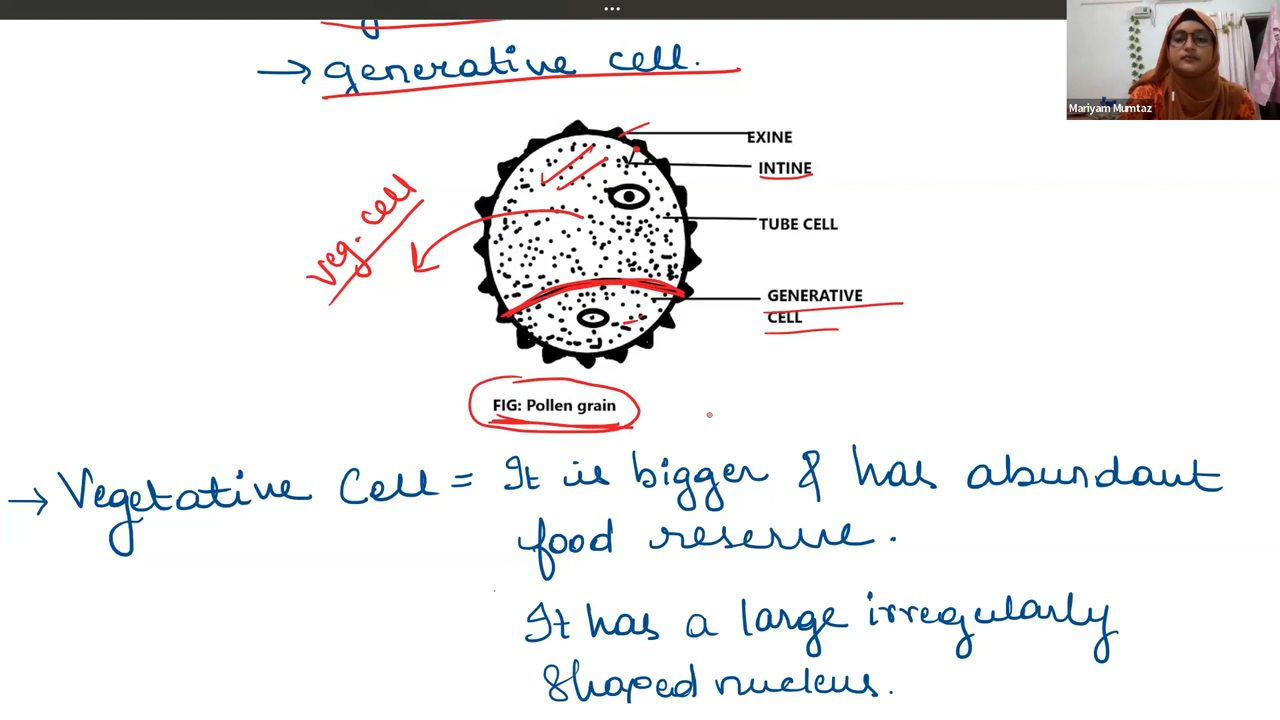 → generative cell.
Mariyam Mumtaz
EXINE
INTINE
TUBE CELL
veg. cell
GENERATIVE
CELL
FIG: Pollen grain
→ Vegetative Cell = It is bigger & has abundant
food reserve.
It has a large irregularly
shaped nucleus.